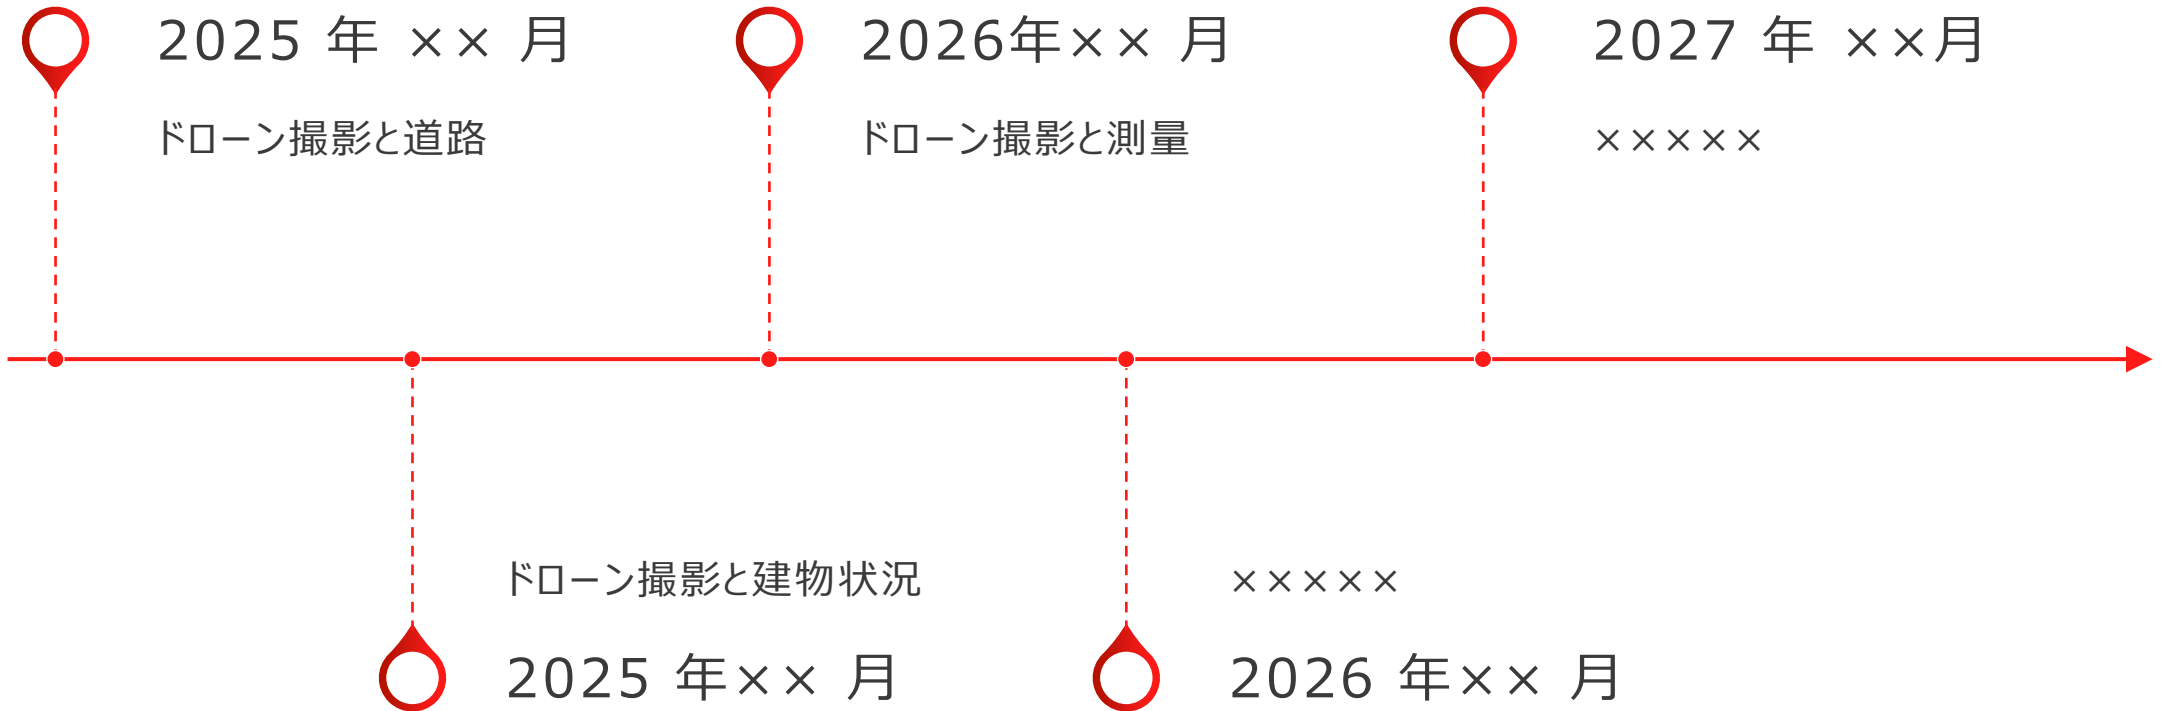 2025 年 ×× 月
ドローン撮影と道路
2026年×× 月
ドローン撮影と測量
2027 年 ××月
×××××
ドローン撮影と建物状況
2025 年×× 月
×××××
2026 年×× 月